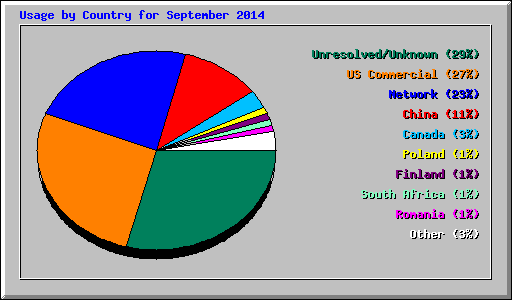 Usage by Country for September 2014
Unresolved/Unknown (29%)
US Commercial (27%)
Network (23%)
China (11%)
Canada (3%)
Poland (1%)
Finland (1%)
South Africa (1%)
Romania (1%)
Other (3%)